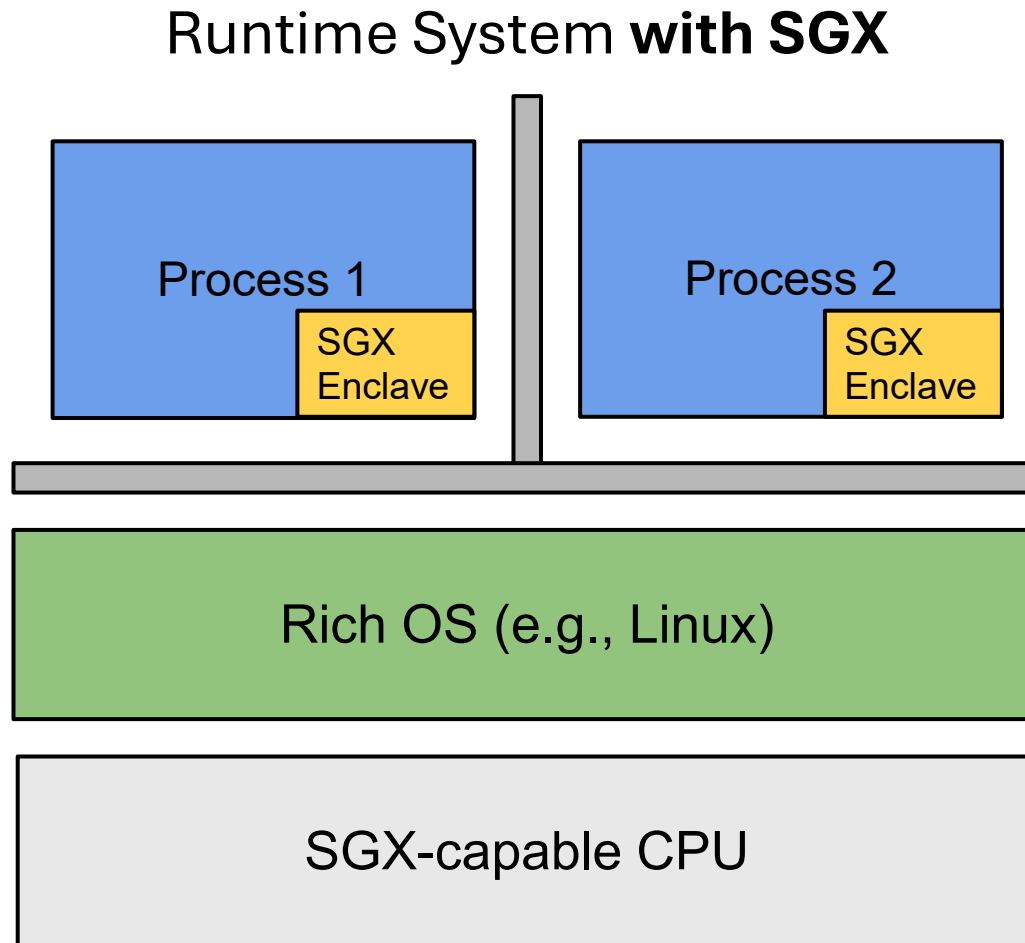 Runtime System with SGX
Process 1
SGX
Enclave
Process 2
SGX
Enclave
Rich OS (e.g., Linux)
SGX-capable CPU